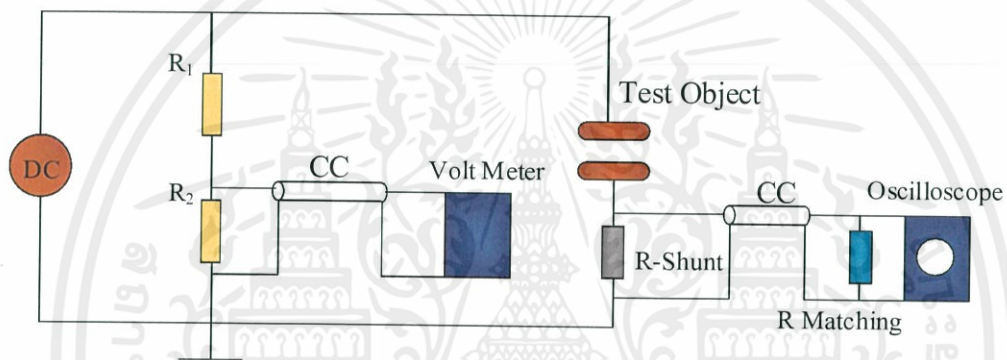 R1
Test Object
DC
CC
Volt Meter
R2
CC
Oscilloscope
R-Shunt
R Matching